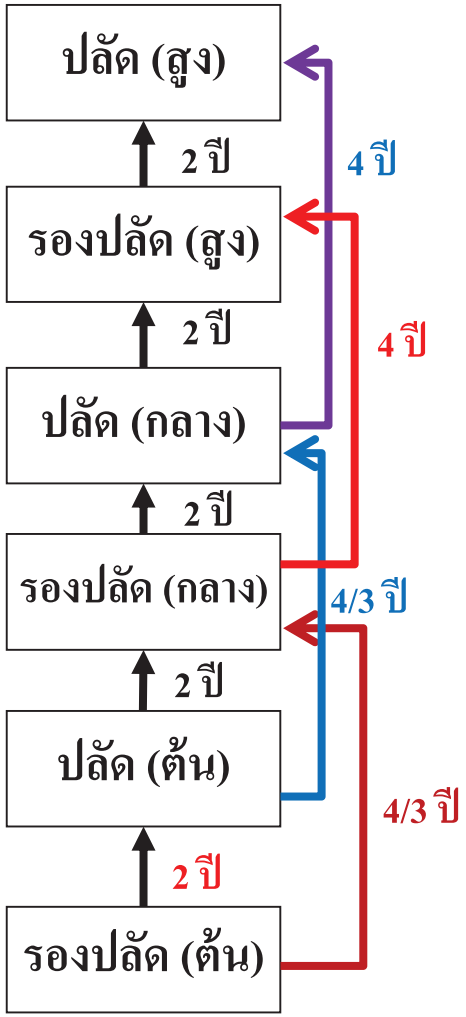 ปลัด (สูง)
2 ปี
4 ปี
รองปลัด (สูง)
2 ปี
4 ปี
ปลัด (กลาง)
2 ปี
รองปลัด (กลาง)
4/3 ปี
2 ปี
ปลัด (ต้น)
4/3 ปี
2 ปี
รองปลัด (ต้น)